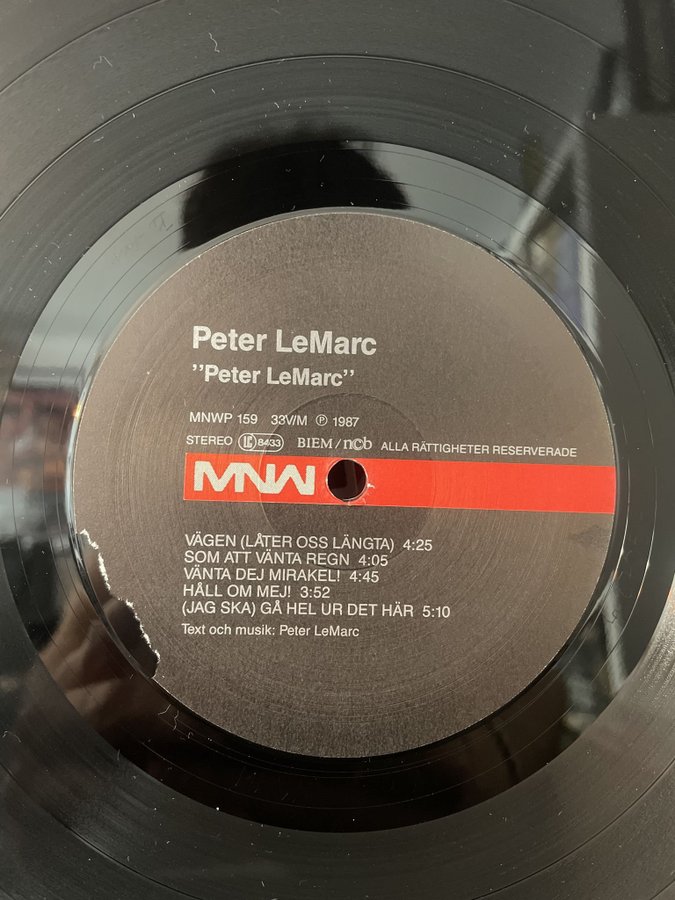 Peter LeMarc
"Peter LeMarc"
MNWP 159 33V/M Ⓟ 1987
STEREO LC 8433 BIEM/ncb ALLA RÄTTIGHETER RESERVERADE
MNW
VÄGEN (LÅTER OSS LÄNGTA) 4:25
SOM ATT VÄNTA REGN 4:05
VÄNTA DEJ MIRAKEL! 4:45
HÅLL OM MEJ! 3:52
(JAG SKA) GÅ HEL UR DET HÄR 5:10
Text och musik: Peter LeMarc